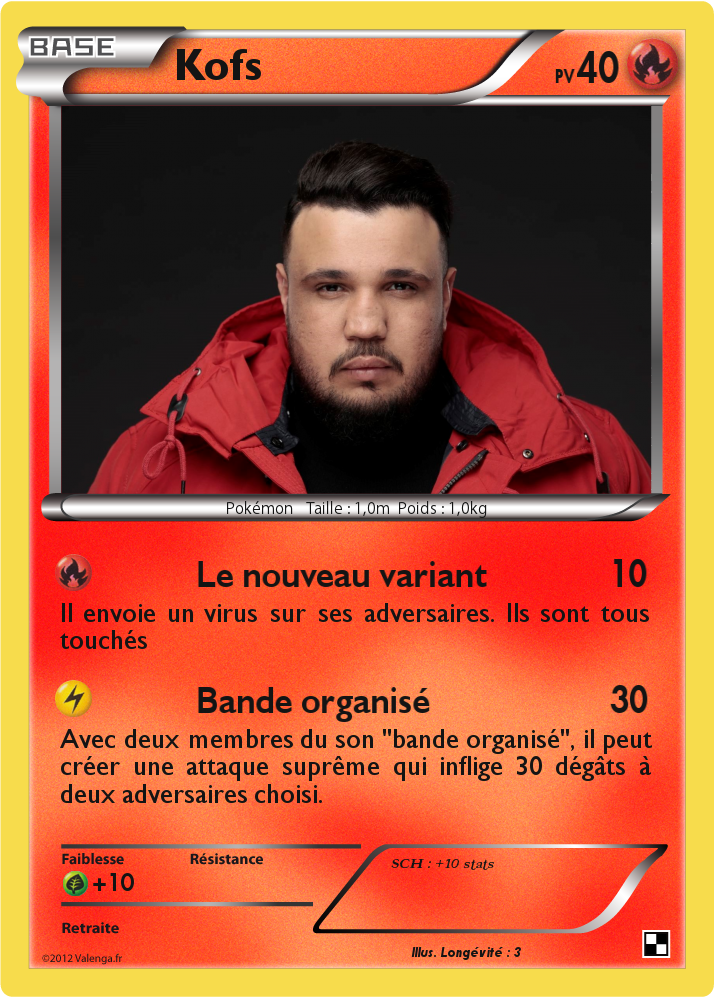 BASE
Kofs
PV 40
Pokémon Taille : 1,0m Poids : 1,0kg
Le nouveau variant 10
Il envoie un virus sur ses adversaires. Ils sont tous
touchés
Bande organisé 30
Avec deux membres du son "bande organisé", il peut
créer une attaque suprême qui inflige 30 dégâts à
deux adversaires choisi.
Faiblesse Résistance
SCH : +10 stats
+10
Retraite
Illus. Longévité : 3
©2012 Valenga.fr